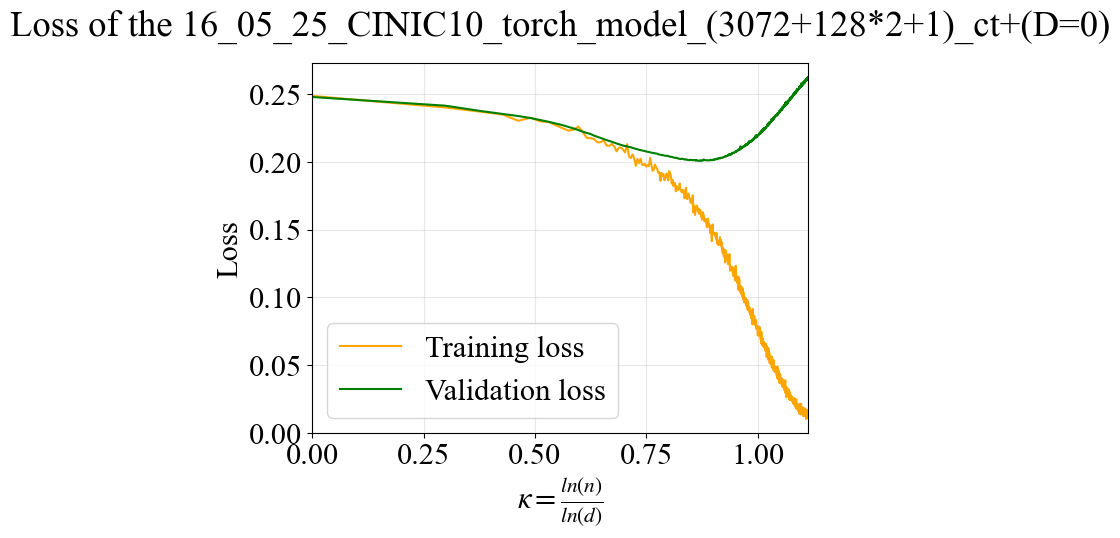 Loss of the 16_05_25_CINIC10_torch_model_(3072+128*2+1)_ct+(D=0)
0.25
0.20
0.15
0.10
0.05
0.00
Loss
Training loss
Validation loss
0.00 0.25 0.50 0.75 1.00
κ = ln(n)/ln(d)